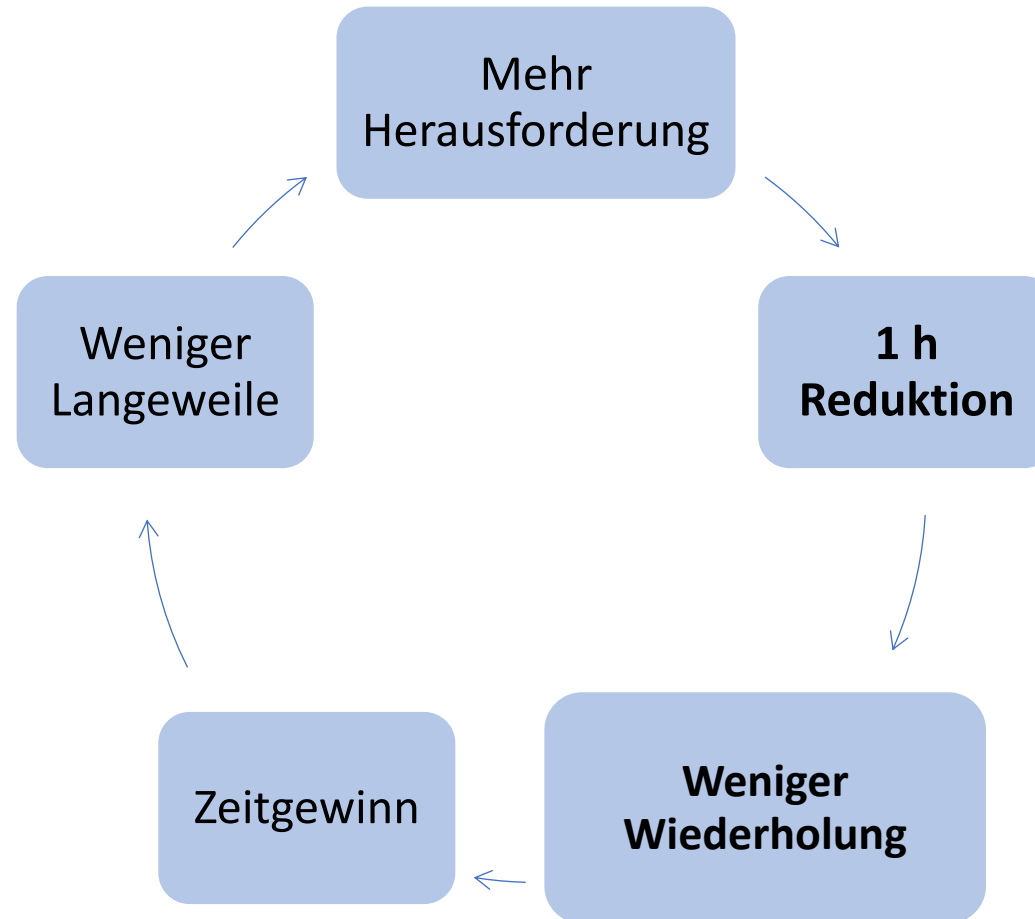 Mehr
Herausforderung
1 h
Reduktion
Weniger
Wiederholung
Zeitgewinn
Weniger
Langeweile